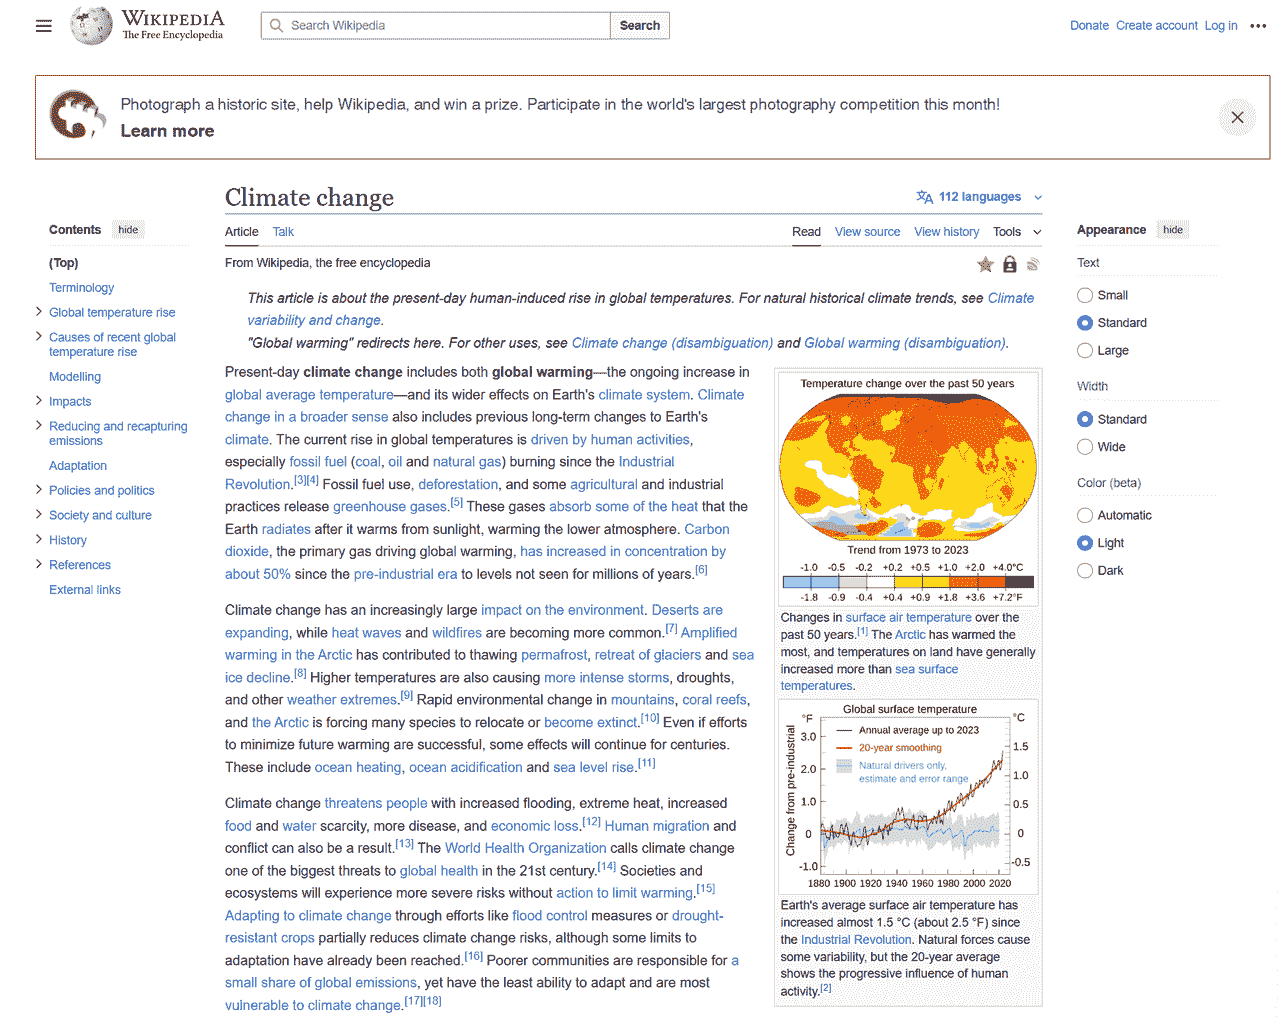 WIKIPEDIA
The Free Encyclopedia
Search Wikipedia
Search
Donate Create account Log in
Photograph a historic site, help Wikipedia, and win a prize. Participate in the world's largest photography competition this month!
Learn more
Climate change
112 languages
Contents hide
(Top)
Terminology
Global temperature rise
Causes of recent global
temperature rise
Modelling
Impacts
Reducing and recapturing
emissions
Adaptation
Policies and politics
Society and culture
History
References
External links
Article Talk
Read View source View history Tools
From Wikipedia, the free encyclopedia
This article is about the present-day human-induced rise in global temperatures. For natural historical climate trends, see Climate
variability and change.
"Global warming" redirects here. For other uses, see Climate change (disambiguation) and Global warming (disambiguation).
Present-day climate change includes both global warming—the ongoing increase in
global average temperature—and its wider effects on Earth's climate system. Climate
change in a broader sense also includes previous long-term changes to Earth's
climate. The current rise in global temperatures is driven by human activities,
especially fossil fuel (coal, oil and natural gas) burning since the Industrial
Revolution.[3][4] Fossil fuel use, deforestation, and some agricultural and industrial
practices release greenhouse gases.[5] These gases absorb some of the heat that the
Earth radiates after it warms from sunlight, warming the lower atmosphere. Carbon
dioxide, the primary gas driving global warming, has increased in concentration by
about 50% since the pre-industrial era to levels not seen for millions of years.[6]
Climate change has an increasingly large impact on the environment. Deserts are
expanding, while heat waves and wildfires are becoming more common.[7] Amplified
warming in the Arctic has contributed to thawing permafrost, retreat of glaciers and sea
ice decline.[8] Higher temperatures are also causing more intense storms, droughts,
and other weather extremes.[9] Rapid environmental change in mountains, coral reefs,
and the Arctic is forcing many species to relocate or become extinct.[10] Even if efforts
to minimize future warming are successful, some effects will continue for centuries.
These include ocean heating, ocean acidification and sea level rise.[11]
Climate change threatens people with increased flooding, extreme heat, increased
food and water scarcity, more disease, and economic loss.[12] Human migration and
conflict can also be a result.[13] The World Health Organization calls climate change
one of the biggest threats to global health in the 21st century.[14] Societies and
ecosystems will experience more severe risks without action to limit warming.[15]
Adapting to climate change through efforts like flood control measures or drought-
resistant crops partially reduces climate change risks, although some limits to
adaptation have already been reached.[16] Poorer communities are responsible for a
small share of global emissions, yet have the least ability to adapt and are most
vulnerable to climate change.[17][18]
Temperature change over the past 50 years
Trend from 1973 to 2023
-1.0 -0.5 -0.2 +0.2 +0.5 +1.0 +2.0 +4.0°C
-1.8 -0.9 -0.4 +0.4 +0.9 +1.8 +3.6 +7.2°F
Changes in surface air temperature over the
past 50 years.[1] The Arctic has warmed the
most, and temperatures on land have generally
increased more than sea surface
temperatures.
Global surface temperature
°F °C
Annual average up to 2023
20-year smoothing
Natural drivers only,
estimate and error range
Change from pre-industrial
3.0
2.0
1.0
0
-1.0
1.5
1.0
0.5
0
-0.5
1880 1900 1920 1940 1960 1980 2000 2020
Earth's average surface air temperature has
increased almost 1.5 °C (about 2.5 °F) since
the Industrial Revolution. Natural forces cause
some variability, but the 20-year average
shows the progressive influence of human
activity.[2]
Appearance hide
Text
Small
Standard
Large
Width
Standard
Wide
Color (beta)
Automatic
Light
Dark